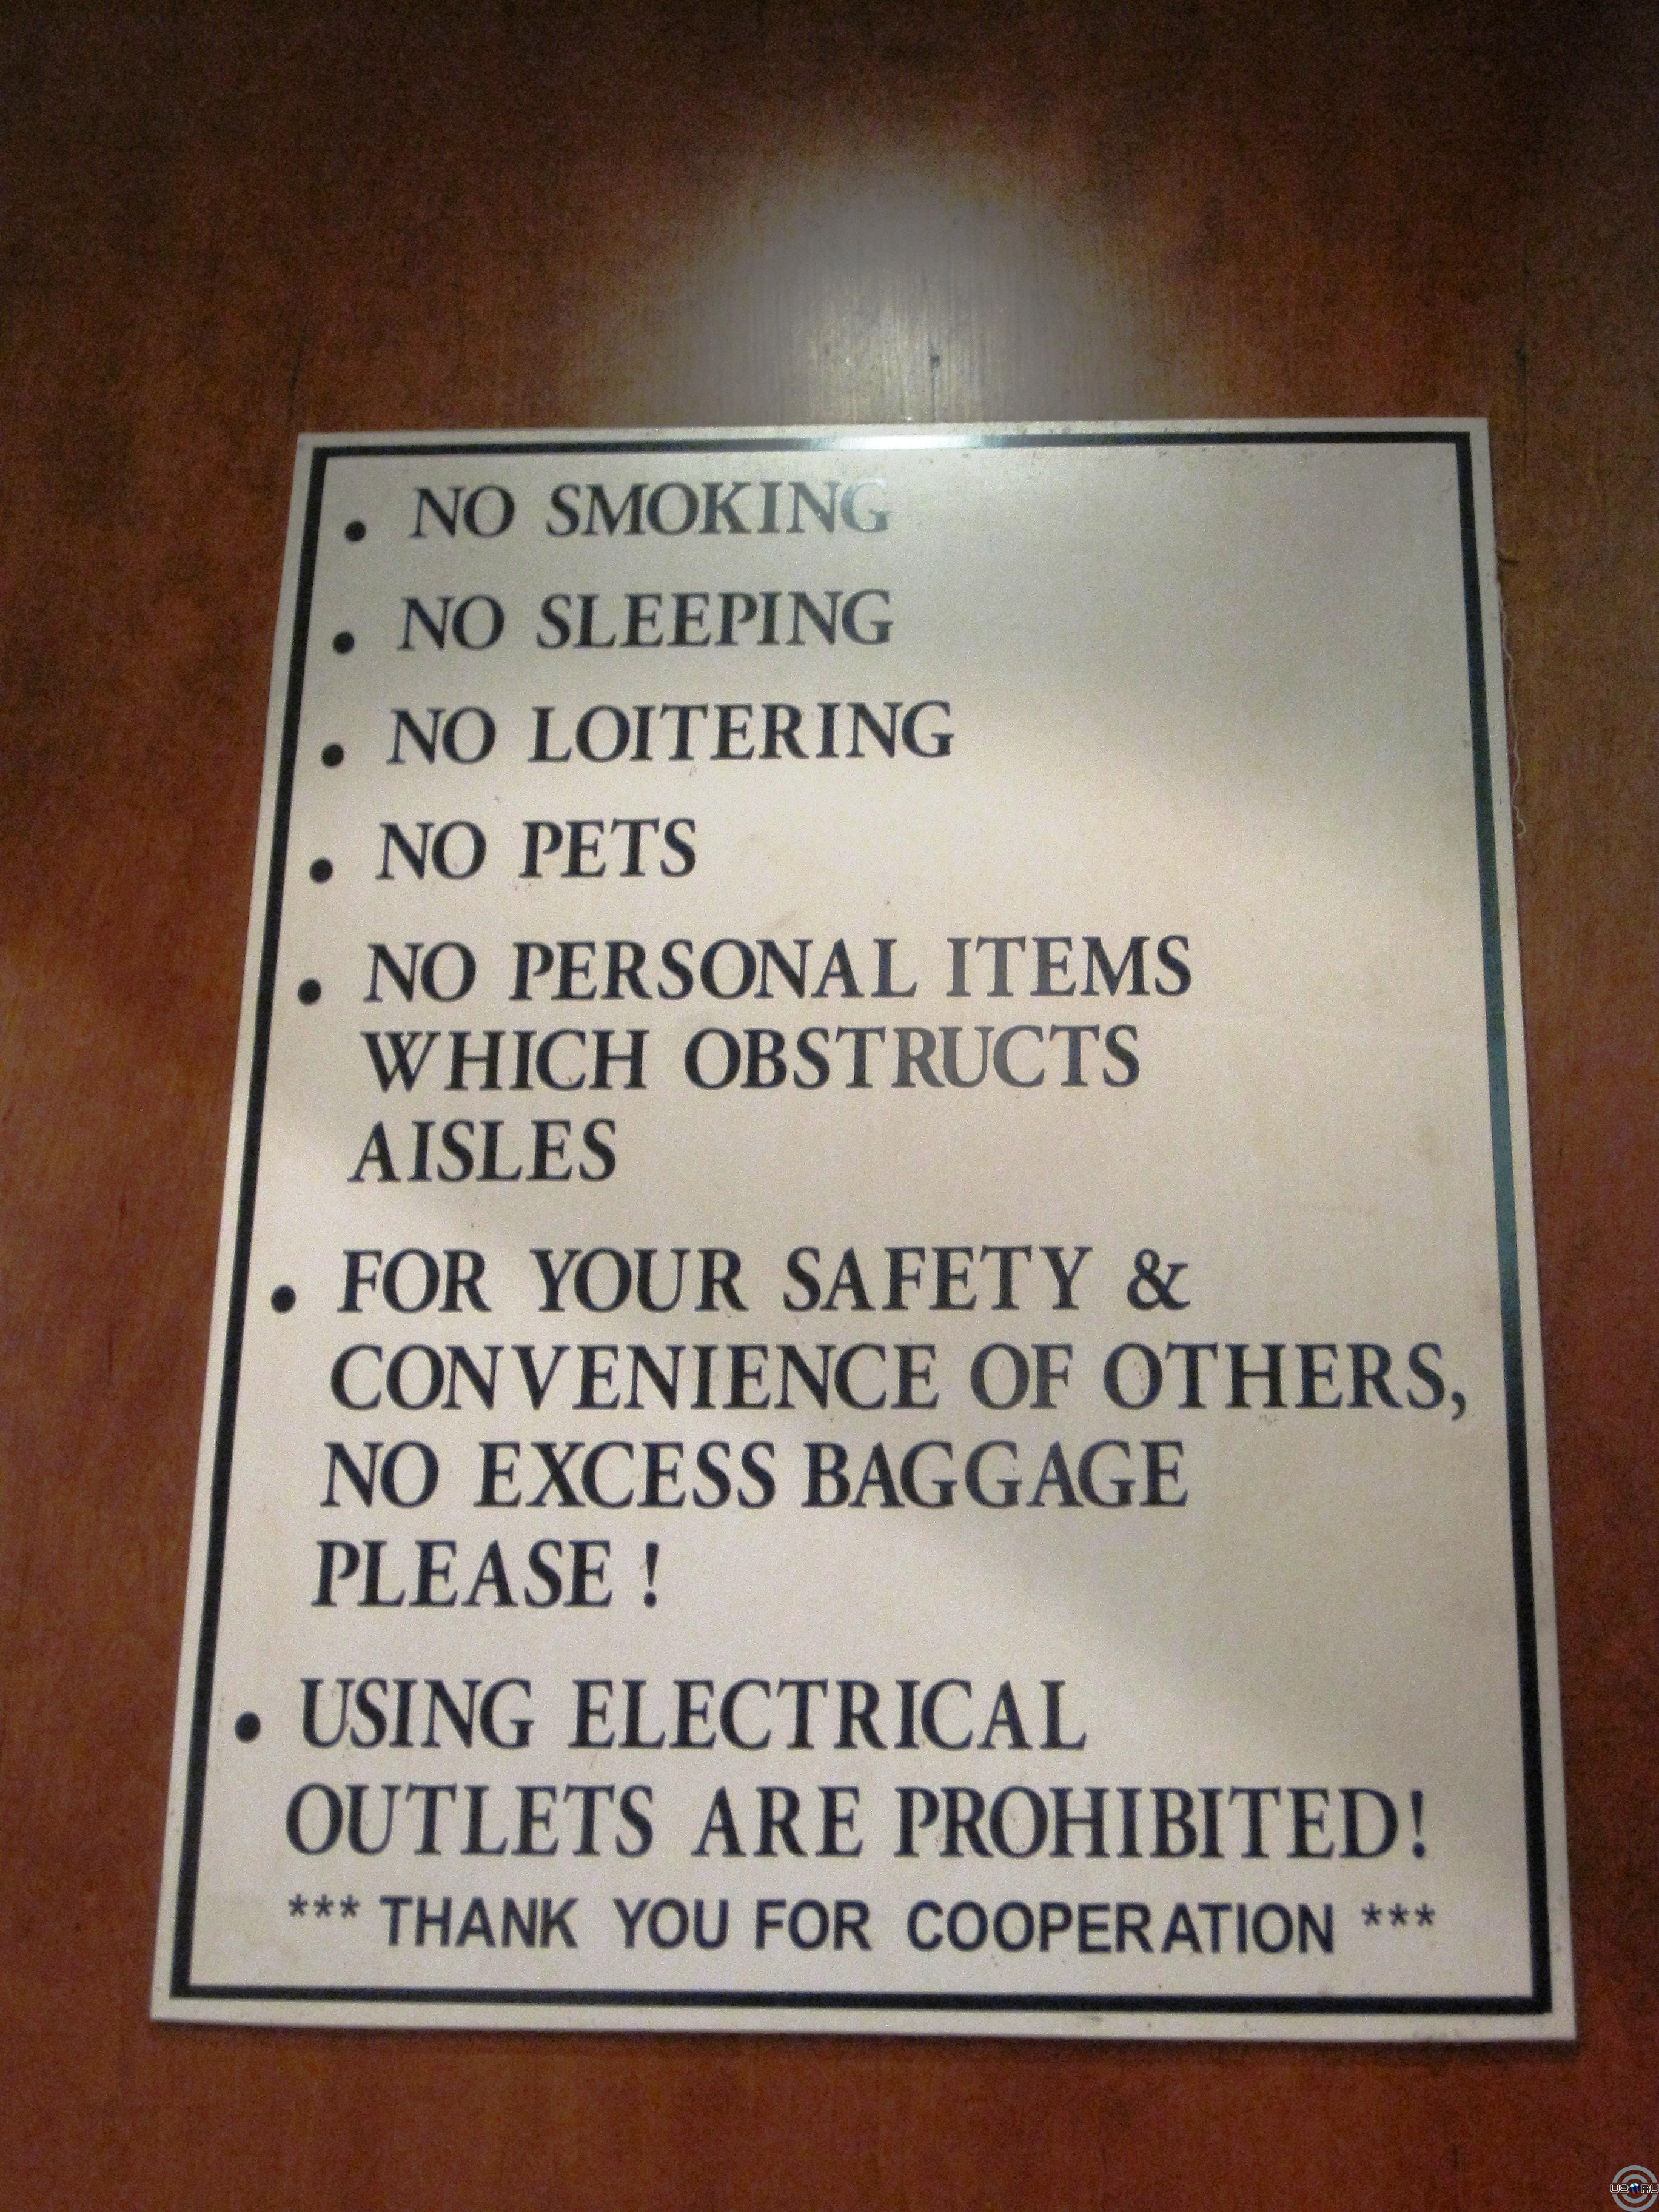 • NO SMOKING
• NO SLEEPING
• NO LOITERING
• NO PETS
• NO PERSONAL ITEMS
WHICH OBSTRUCTS
AISLES
• FOR YOUR SAFETY &
CONVENIENCE OF OTHERS,
NO EXCESS BAGGAGE
PLEASE !
• USING ELECTRICAL
OUTLETS ARE PROHIBITED!
*** THANK YOU FOR COOPERATION ***